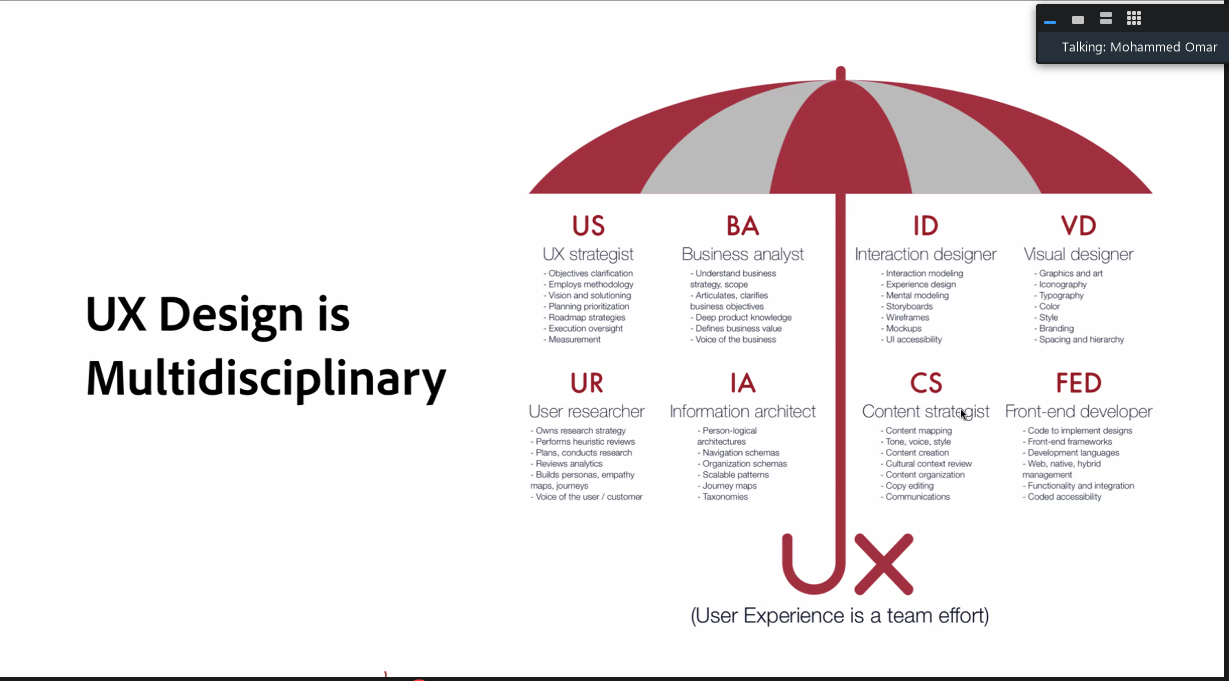 Talking: Mohammed Omar
UX Design is
Multidisciplinary
US
UX strategist
- Objectives clarification
- Employs methodology
- Vision and solutioning
- Planning prioritization
- Roadmap strategies
- Execution oversight
- Measurement
BA
Business analyst
- Understand business
strategy, scope
- Articulates, clarifies
business objectives
- Deep product knowledge
- Defines business value
- Voice of the business
ID
Interaction designer
- Interaction modeling
- Experience design
- Mental modeling
- Storyboards
- Wireframes
- Mockups
- UI accessibility
VD
Visual designer
- Graphics and art
- Iconography
- Typography
- Color
- Style
- Branding
- Spacing and hierarchy
UR
User researcher
- Owns research strategy
- Performs heuristic reviews
- Plans, conducts research
- Reviews analytics
- Builds personas, empathy
maps, journeys
- Voice of the user / customer
IA
Information architect
- Person-logical
architectures
- Navigation schemas
- Organization schemas
- Scalable patterns
- Journey maps
- Taxonomies
CS
Content strategist
- Content mapping
- Tone, voice, style
- Content creation
- Cultural context review
- Content organization
- Copy editing
- Communications
FED
Front-end developer
- Code to implement designs
- Front-end frameworks
- Development languages
- Web, native, hybrid
management
- Functionality and integration
- Coded accessibility
UX
(User Experience is a team effort)